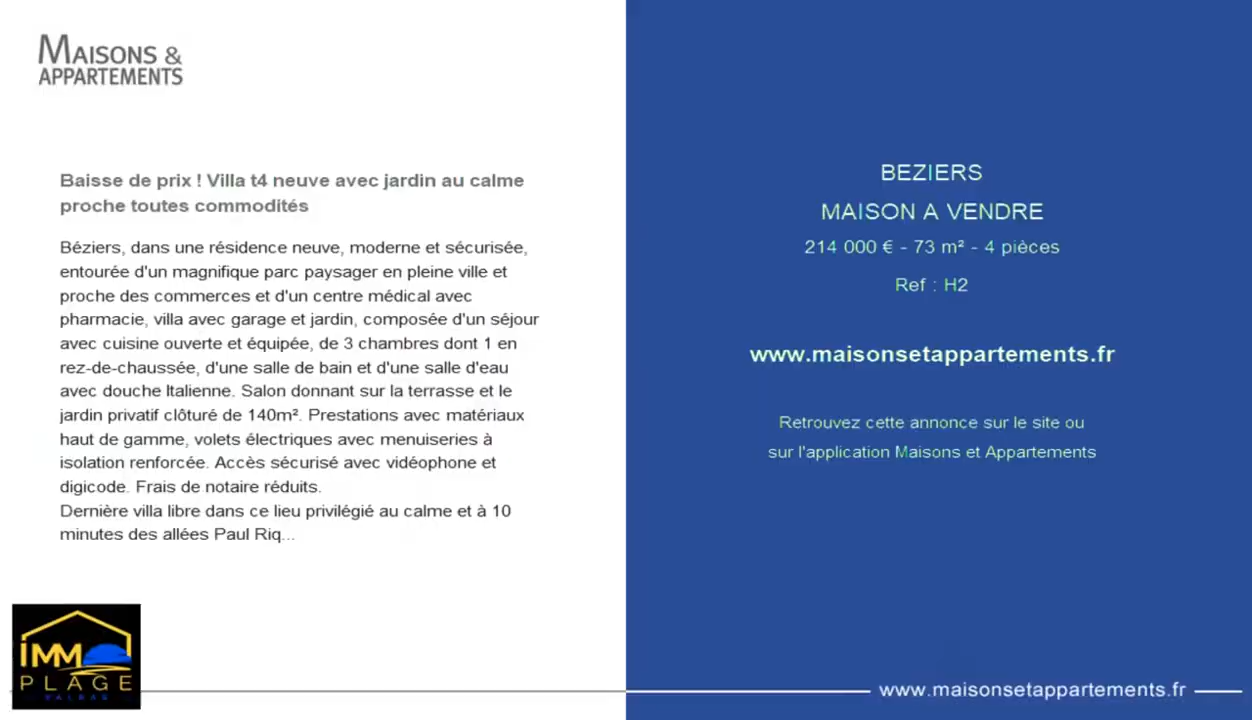 MAISONS &
APPARTEMENTS
Baisse de prix ! Villa t4 neuve avec jardin au calme
proche toutes commodités
Béziers, dans une résidence neuve, moderne et sécurisée,
entourée d'un magnifique parc paysager en pleine ville et
proche des commerces et d'un centre médical avec
pharmacie, villa avec garage et jardin, composée d'un séjour
avec cuisine ouverte et équipée, de 3 chambres dont 1 en
rez-de-chaussée, d'une salle de bain et d'une salle d'eau
avec douche Italienne. Salon donnant sur la terrasse et le
jardin privatif clôturé de 140m². Prestations avec matériaux
haut de gamme, volets électriques avec menuiseries à
isolation renforcée. Accès sécurisé avec vidéophone et
digicode. Frais de notaire réduits.
Dernière villa libre dans ce lieu privilégié au calme et à 10
minutes des allées Paul Riq...
iMM
PLAGE
VALRAS
BEZIERS
MAISON A VENDRE
214 000 € - 73 m² - 4 pièces
Ref : H2
www.maisonsetappartements.fr
Retrouvez cette annonce sur le site ou
sur l'application Maisons et Appartements
www.maisonsetappartements.fr